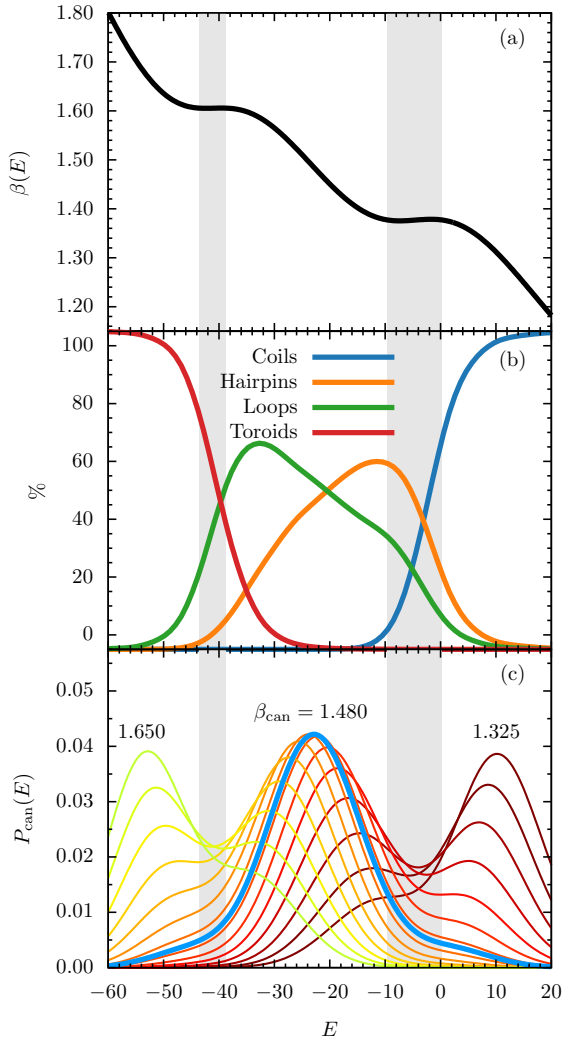 (a)
1.80
1.60
1.50
1.40
1.30
1.20
β(E)
(b)
Coils
Hairpins
Loops
Toroids
100
80
60
40
20
0
%
(c)
β_can = 1.480
1.650
1.325
0.05
0.04
0.03
0.02
0.01
0.00
P_can(E)
−60 −50 −40 −30 −20 −10 0 10 20
E